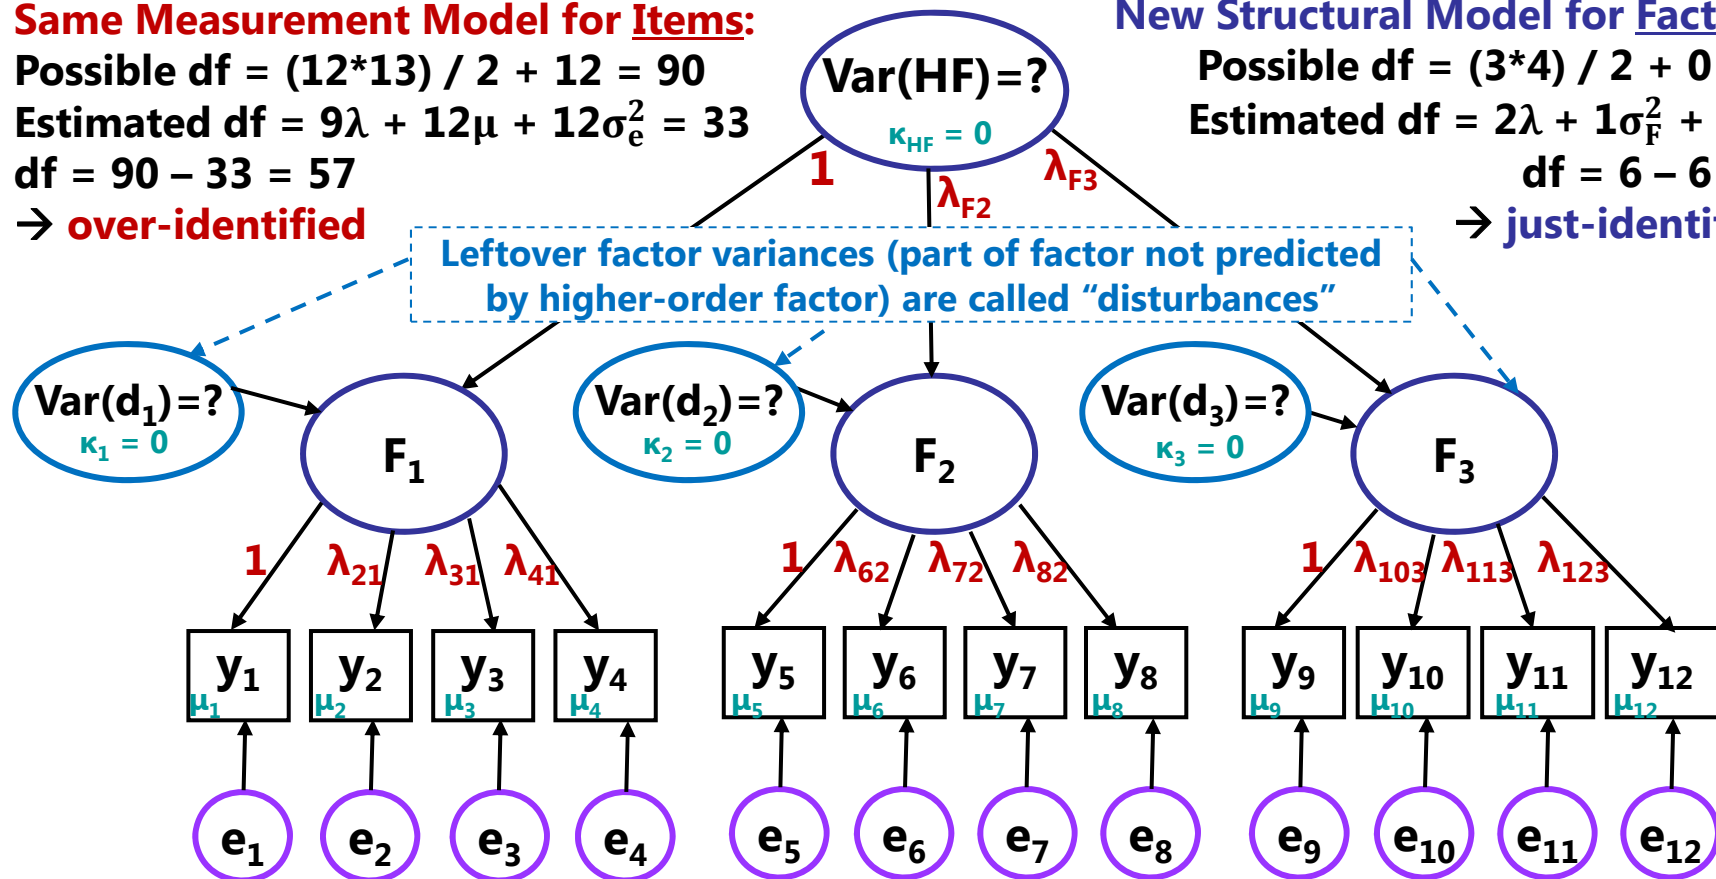 Same Measurement Model for Items:
Possible df = (12*13) / 2 + 12 = 90
Estimated df = 9λ + 12μ + 12σ²ₑ = 33
df = 90 – 33 = 57
→ over-identified
New Structural Model for Fact
Possible df = (3*4) / 2 + 0
Estimated df = 2λ + 1σ²_F +
df = 6 – 6
→ just-identif
Var(HF)=?
κ_HF = 0
1 λ_F2 λ_F3
Leftover factor variances (part of factor not predicted
by higher-order factor) are called “disturbances”
Var(d₁)=? Var(d₂)=? Var(d₃)=?
κ₁ = 0 κ₂ = 0 κ₃ = 0
F₁ F₂ F₃
1 λ₂₁ λ₃₁ λ₄₁ 1 λ₆₂ λ₇₂ λ₈₂ 1 λ₁₀₃ λ₁₁₃ λ₁₂₃
y₁ y₂ y₃ y₄ y₅ y₆ y₇ y₈ y₉ y₁₀ y₁₁ y₁₂
μ₁ μ₂ μ₃ μ₄ μ₅ μ₆ μ₇ μ₈ μ₉ μ₁₀ μ₁₁ μ₁₂
e₁ e₂ e₃ e₄ e₅ e₆ e₇ e₈ e₉ e₁₀ e₁₁ e₁₂